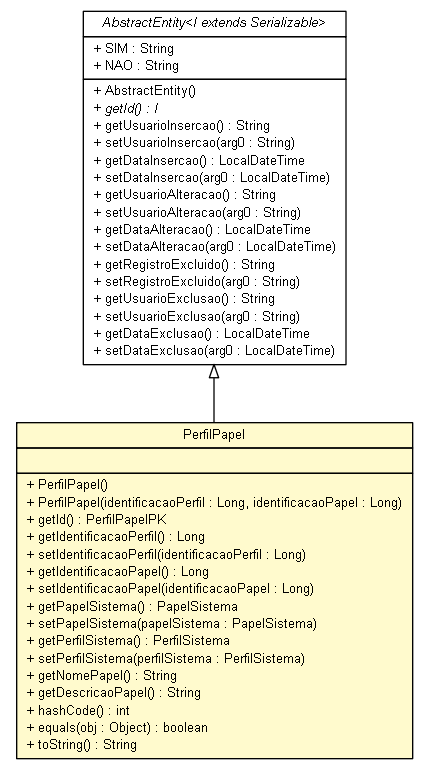 AbstractEntity<I extends Serializable>
+ SIM : String
+ NAO : String
+ AbstractEntity()
+ getId() : I
+ getUsuarioInsercao() : String
+ setUsuarioInsercao(arg0 : String)
+ getDataInsercao() : LocalDateTime
+ setDataInsercao(arg0 : LocalDateTime)
+ getUsuarioAlteracao() : String
+ setUsuarioAlteracao(arg0 : String)
+ getDataAlteracao() : LocalDateTime
+ setDataAlteracao(arg0 : LocalDateTime)
+ getRegistroExcluido() : String
+ setRegistroExcluido(arg0 : String)
+ getUsuarioExclusao() : String
+ setUsuarioExclusao(arg0 : String)
+ getDataExclusao() : LocalDateTime
+ setDataExclusao(arg0 : LocalDateTime)
PerfilPapel
+ PerfilPapel()
+ PerfilPapel(identificacaoPerfil : Long, identificacaoPapel : Long)
+ getId() : PerfilPapelPK
+ getIdentificacaoPerfil() : Long
+ setIdentificacaoPerfil(identificacaoPerfil : Long)
+ getIdentificacaoPapel() : Long
+ setIdentificacaoPapel(identificacaoPapel : Long)
+ getPapelSistema() : PapelSistema
+ setPapelSistema(papelSistema : PapelSistema)
+ getPerfilSistema() : PerfilSistema
+ setPerfilSistema(perfilSistema : PerfilSistema)
+ getNomePapel() : String
+ getDescricaoPapel() : String
+ hashCode() : int
+ equals(obj : Object) : boolean
+ toString() : String